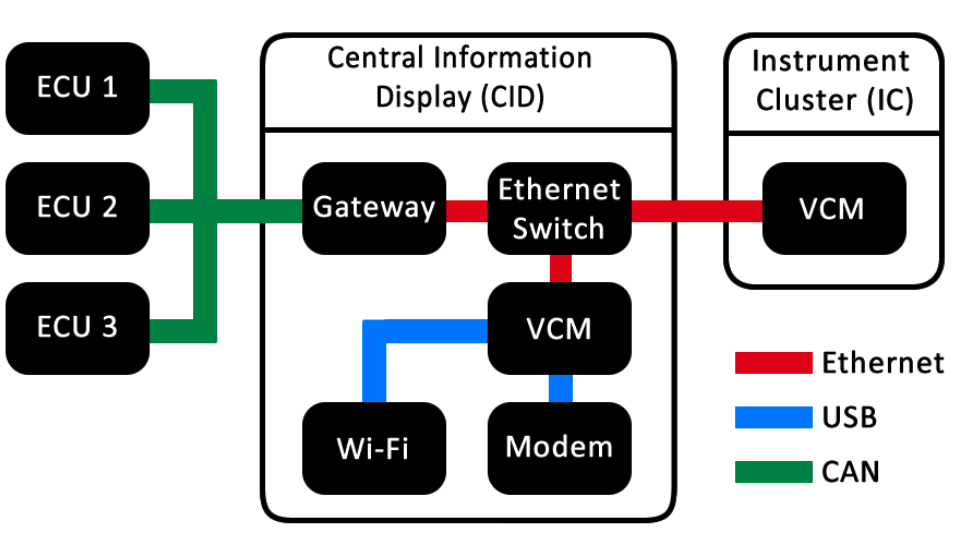 ECU 1
ECU 2
ECU 3
Central Information
Display (CID)
Gateway
Ethernet
Switch
VCM
Wi-Fi
Modem
Instrument
Cluster (IC)
VCM
Ethernet
USB
CAN